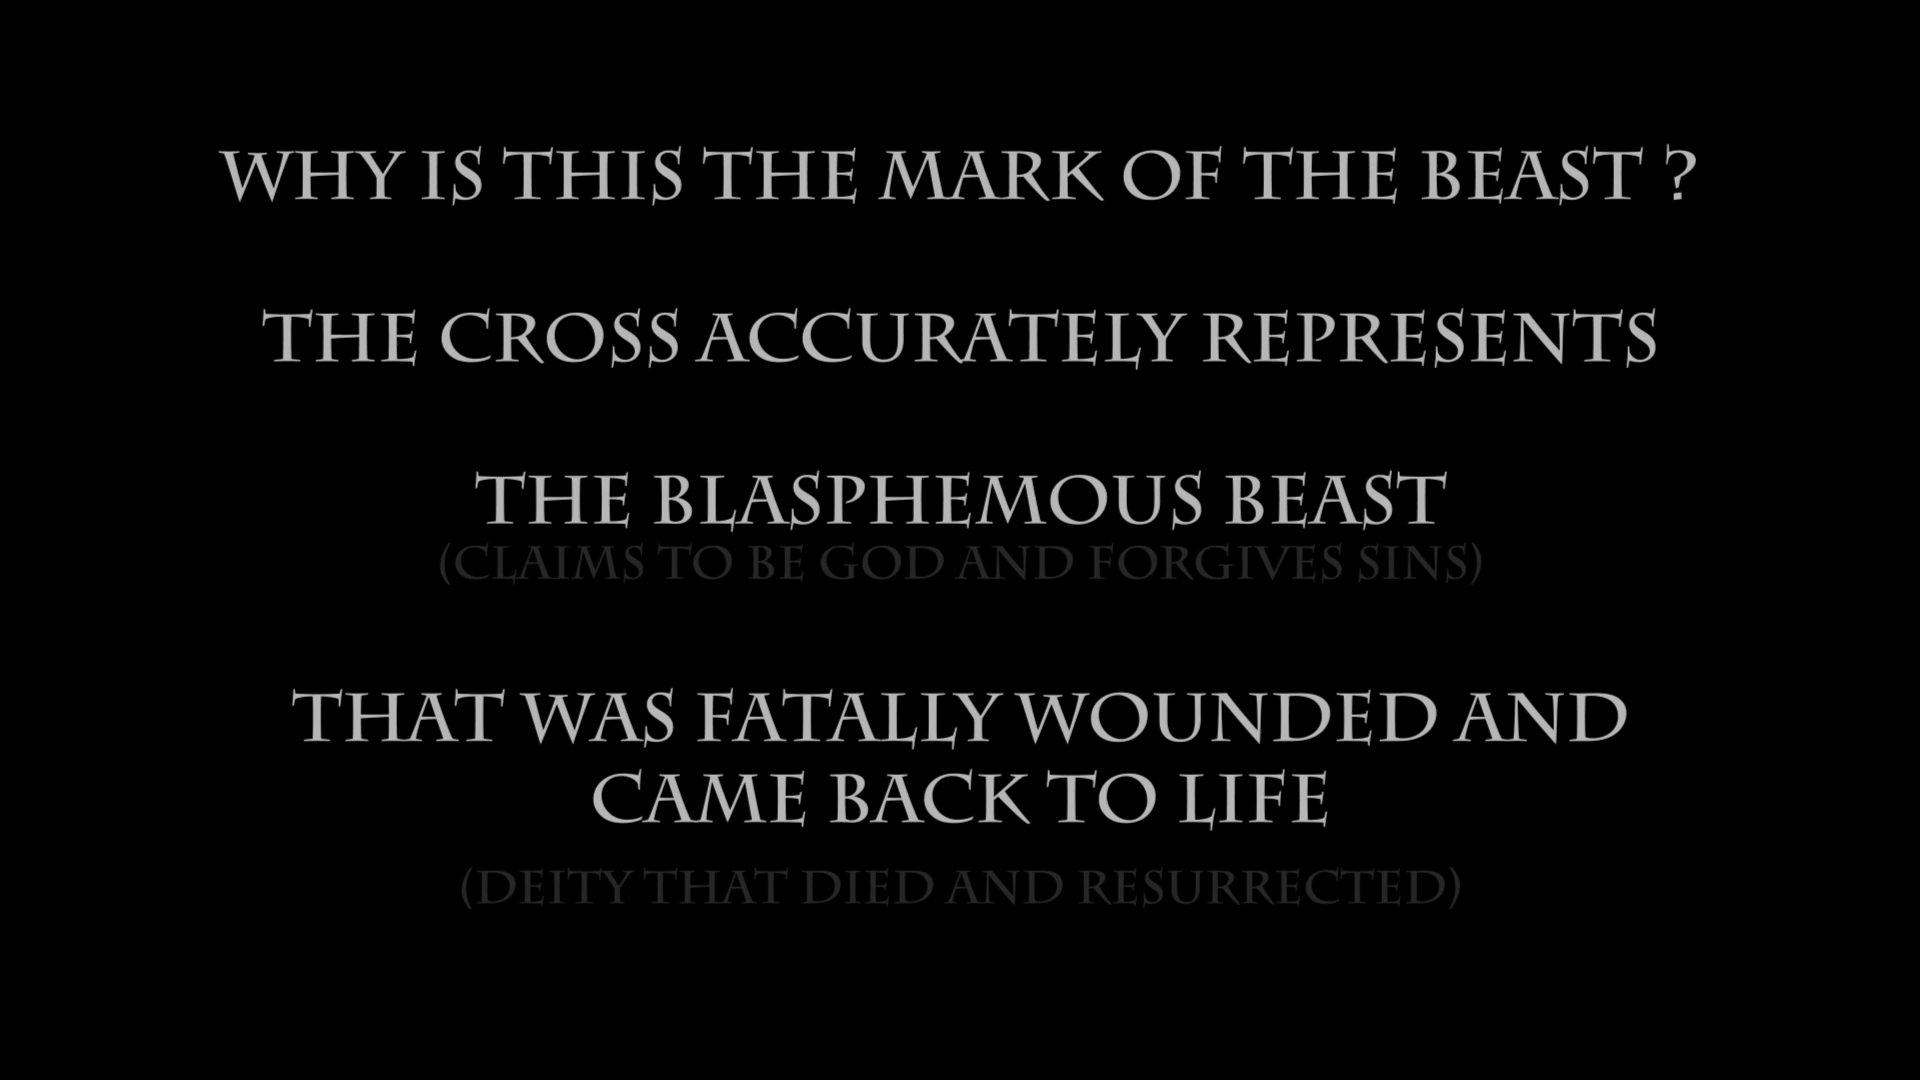 WHY IS THIS THE MARK OF THE BEAST ?
THE CROSS ACCURATELY REPRESENTS
THE BLASPHEMOUS BEAST
(CLAIMS TO BE GOD AND FORGIVES SINS)
THAT WAS FATALLY WOUNDED AND
CAME BACK TO LIFE
(DEITY THAT DIED AND RESURRECTED)